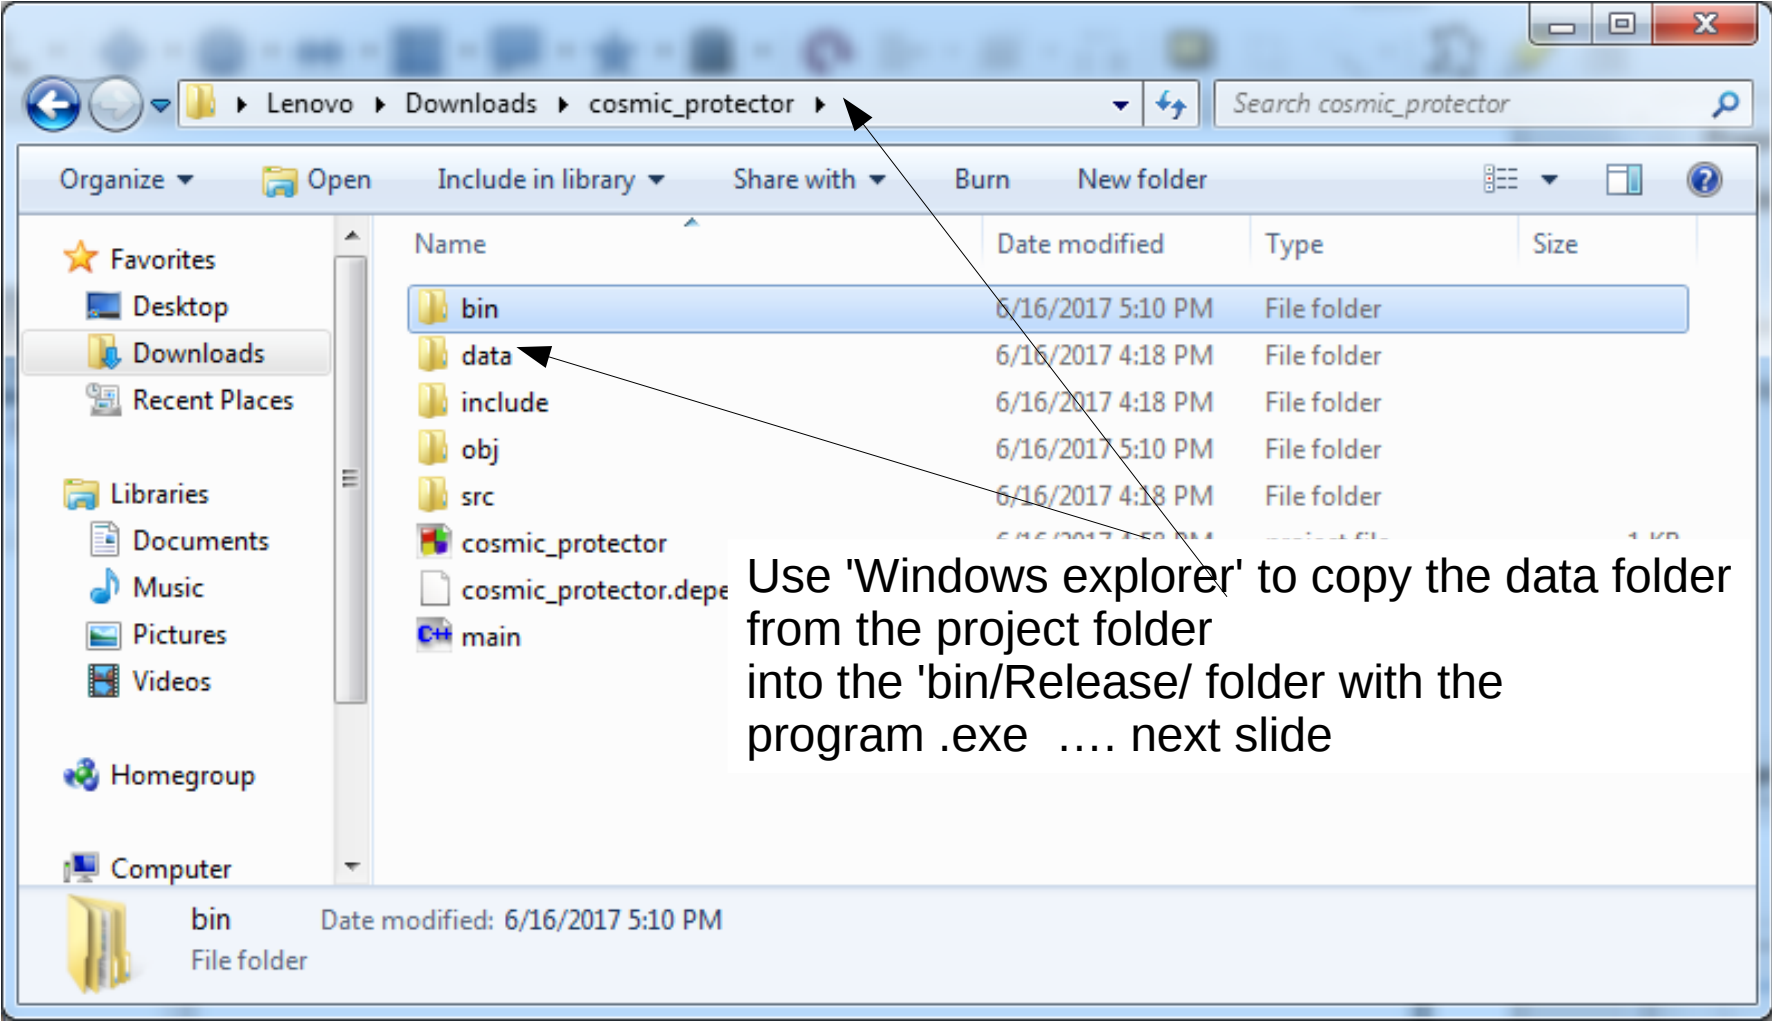 Lenovo Downloads cosmic_protector
Search cosmic_protector
Organize Open Include in library Share with Burn New folder
Name Date modified Type Size
Favorites
Desktop
Downloads
Recent Places
Libraries
Documents
Music
Pictures
Videos
Homegroup
Computer
bin 6/16/2017 5:10 PM File folder
data 6/16/2017 4:18 PM File folder
include 6/16/2017 4:18 PM File folder
obj 6/16/2017 5:10 PM File folder
src 6/16/2017 4:18 PM File folder
cosmic_protector
cosmic_protector.depe
C++ main
Use 'Windows explorer' to copy the data folder
from the project folder
into the 'bin/Release/ folder with the
program .exe .... next slide
bin Date modified: 6/16/2017 5:10 PM
File folder